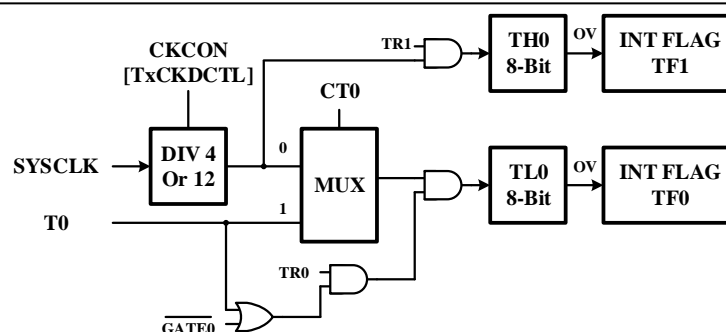 CKCON
[TxCKDCTL]
TR1
TH0
8-Bit
OV
INT FLAG
TF1
CT0
SYSCLK
DIV 4
Or 12
0
MUX
TL0
8-Bit
OV
INT FLAG
TF0
T0
1
TR0
GATE0